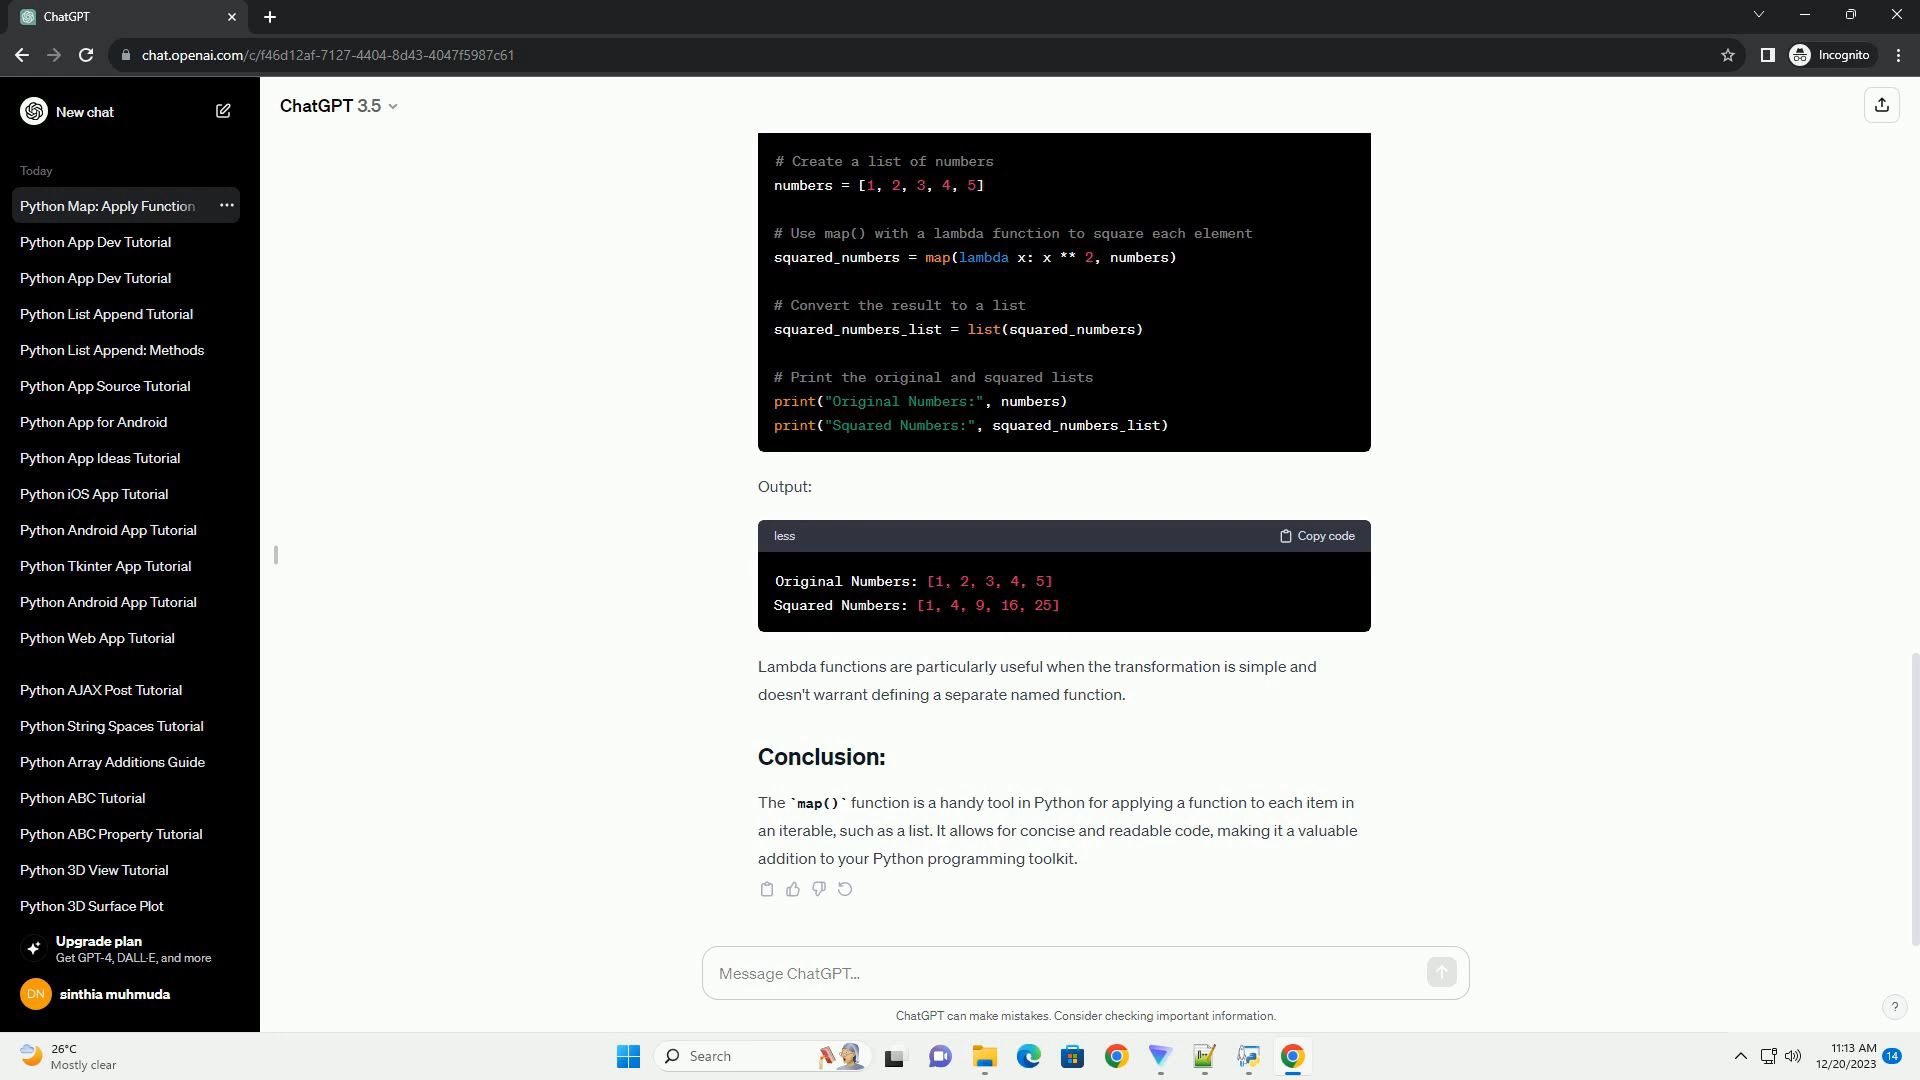 ChatGPT
chat.openai.com/c/f46d12af-7127-4404-8d43-4047f5987c61
Incognito
New chat
Today
Python Map: Apply Function
Python App Dev Tutorial
Python App Dev Tutorial
Python List Append Tutorial
Python List Append: Methods
Python App Source Tutorial
Python App for Android
Python App Ideas Tutorial
Python iOS App Tutorial
Python Android App Tutorial
Python Tkinter App Tutorial
Python Android App Tutorial
Python Web App Tutorial
Python AJAX Post Tutorial
Python String Spaces Tutorial
Python Array Additions Guide
Python ABC Tutorial
Python ABC Property Tutorial
Python 3D View Tutorial
Python 3D Surface Plot
Upgrade plan
Get GPT-4, DALL·E, and more
DN sinthia muhmuda
ChatGPT 3.5
# Create a list of numbers
numbers = [1, 2, 3, 4, 5]
# Use map() with a lambda function to square each element
squared_numbers = map(lambda x: x ** 2, numbers)
# Convert the result to a list
squared_numbers_list = list(squared_numbers)
# Print the original and squared lists
print("Original Numbers:", numbers)
print("Squared Numbers:", squared_numbers_list)
Output:
less Copy code
Original Numbers: [1, 2, 3, 4, 5]
Squared Numbers: [1, 4, 9, 16, 25]
Lambda functions are particularly useful when the transformation is simple and
doesn't warrant defining a separate named function.
Conclusion:
The `map()` function is a handy tool in Python for applying a function to each item in
an iterable, such as a list. It allows for concise and readable code, making it a valuable
addition to your Python programming toolkit.
Message ChatGPT...
ChatGPT can make mistakes. Consider checking important information.
?
26°C
Mostly clear
Search
11:13 AM
12/20/2023
14